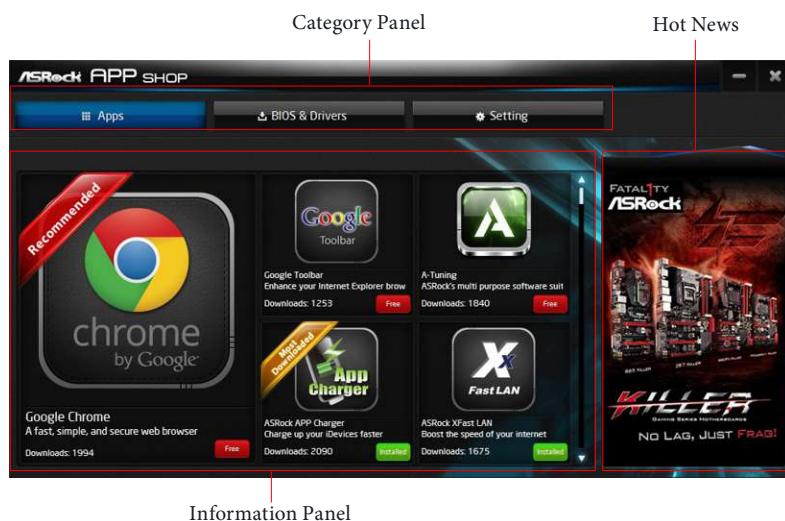 Category Panel
Hot News
ASRock APP SHOP
Apps
BIOS & Drivers
Setting
Recommended
chrome
by Google
Google Chrome
A fast, simple, and secure web browser
Downloads: 1994
Free
Google
Toolbar
Google Toolbar
Enhance your Internet Explorer brow
Downloads: 1253
Free
A-Tuning
ASRock's multi purpose software suit
Downloads: 1840
Free
Most
Downloaded
App
Charger
ASRock APP Charger
Charge up your iDevices faster
Downloads: 2090
Installed
Fast LAN
ASRock XFast LAN
Boost the speed of your internet
Downloads: 1675
Installed
FATAL1TY
ASRock
KILLER
GAMING SERIES MOTHERBOARDS
NO LAG, JUST FRAG!
Information Panel